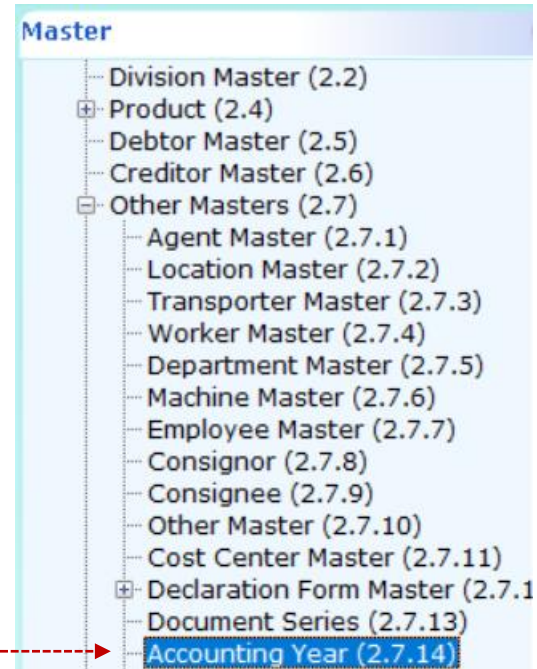 Master
Division Master (2.2)
Product (2.4)
Debtor Master (2.5)
Creditor Master (2.6)
Other Masters (2.7)
Agent Master (2.7.1)
Location Master (2.7.2)
Transporter Master (2.7.3)
Worker Master (2.7.4)
Department Master (2.7.5)
Machine Master (2.7.6)
Employee Master (2.7.7)
Consignor (2.7.8)
Consignee (2.7.9)
Other Master (2.7.10)
Cost Center Master (2.7.11)
Declaration Form Master (2.7.1
Document Series (2.7.13)
Accounting Year (2.7.14)